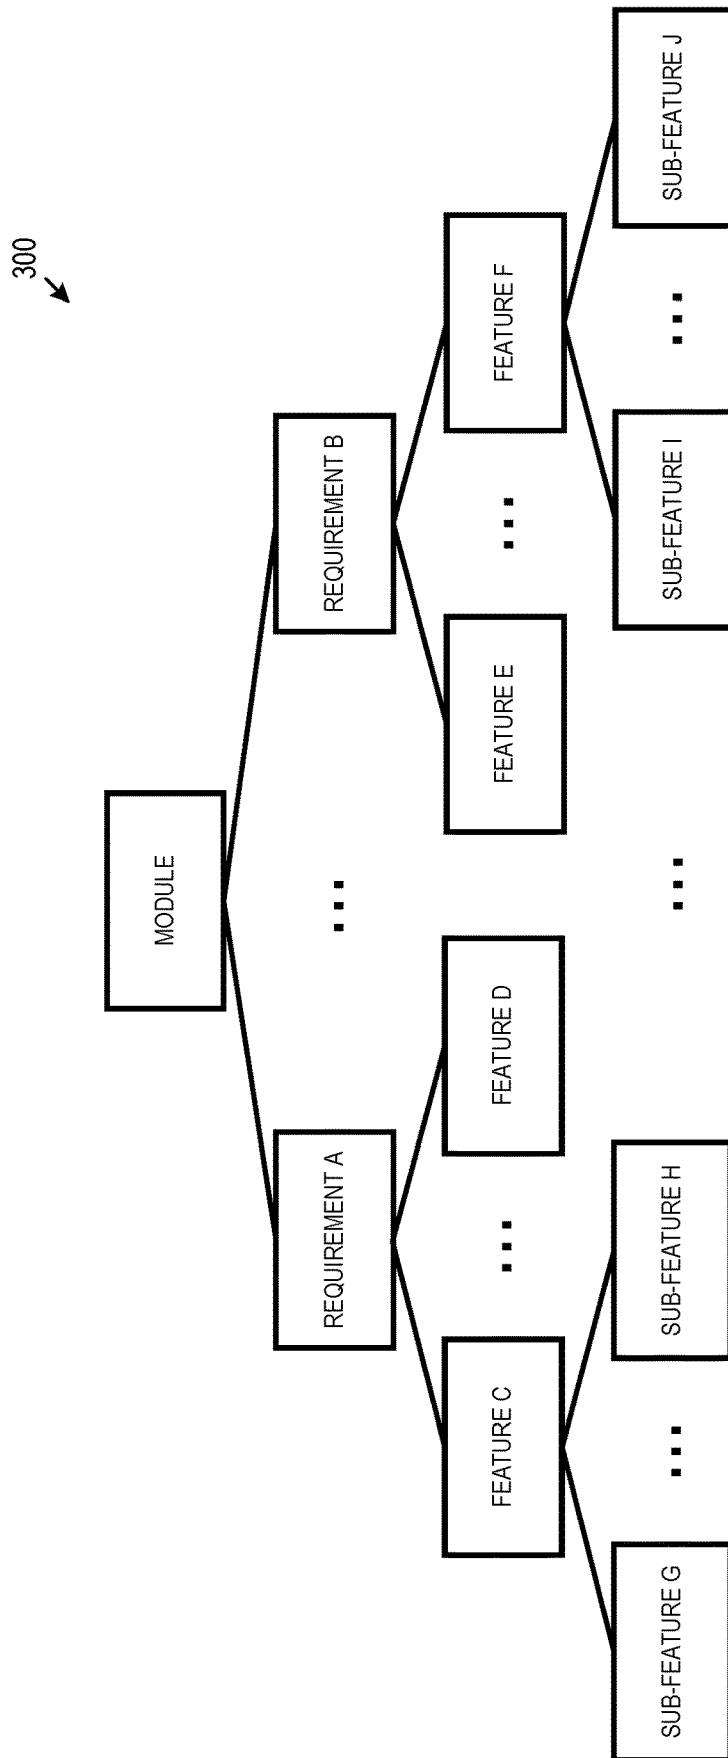 300
MODULE
REQUIREMENT A
...
REQUIREMENT B
FEATURE C
...
FEATURE D
FEATURE E
...
FEATURE F
SUB-FEATURE G
...
SUB-FEATURE H
...
SUB-FEATURE I
...
SUB-FEATURE J